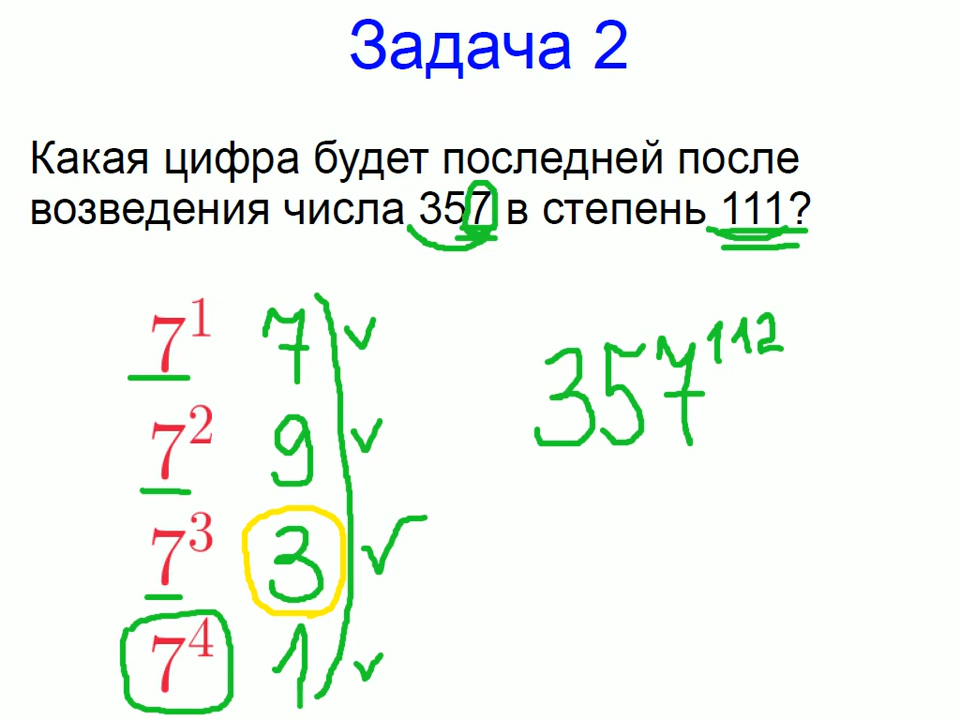 Задача 2
Какая цифра будет последней после
возведения числа 357 в степень 111?
7¹ 7
7² 9
7³ 3
7⁴ 1
357¹¹²